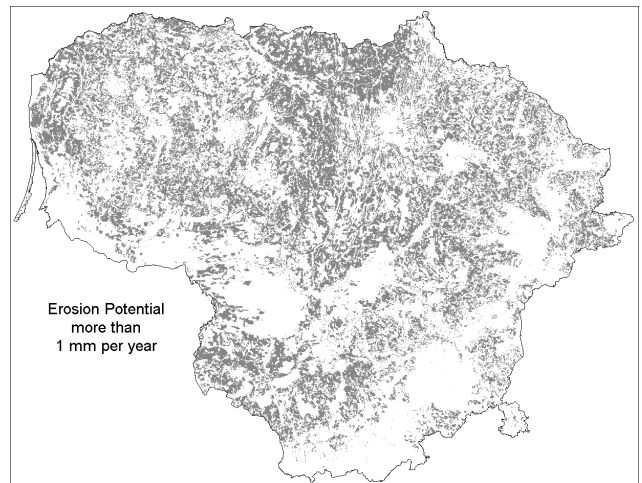 Erosion Potential
more than
1 mm per year